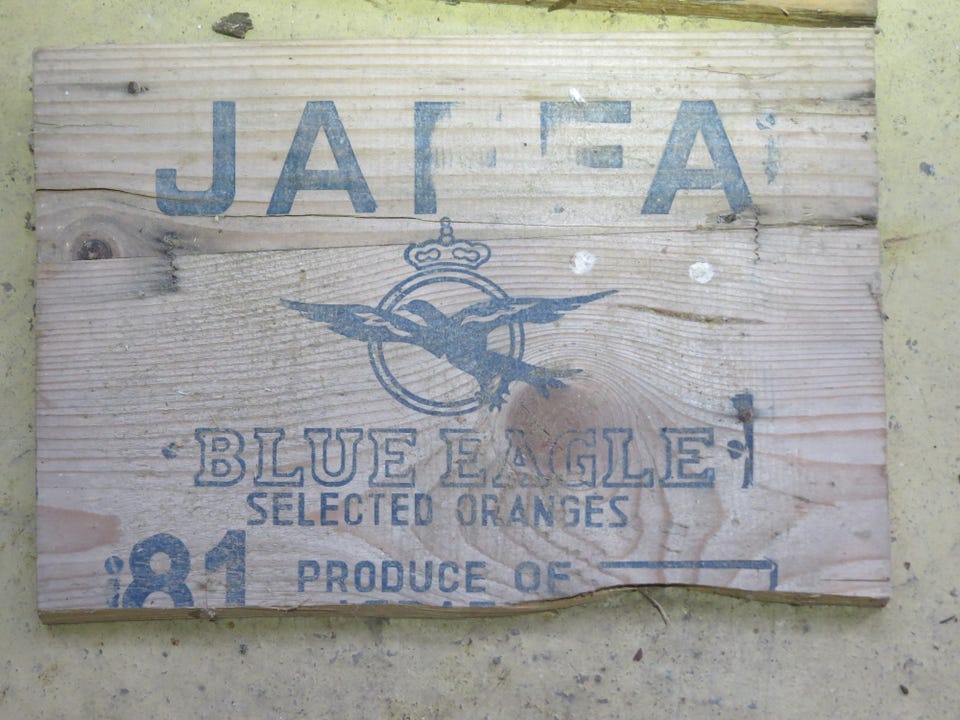 JAFFA
BLUE EAGLE
SELECTED ORANGES
81
PRODUCE OF